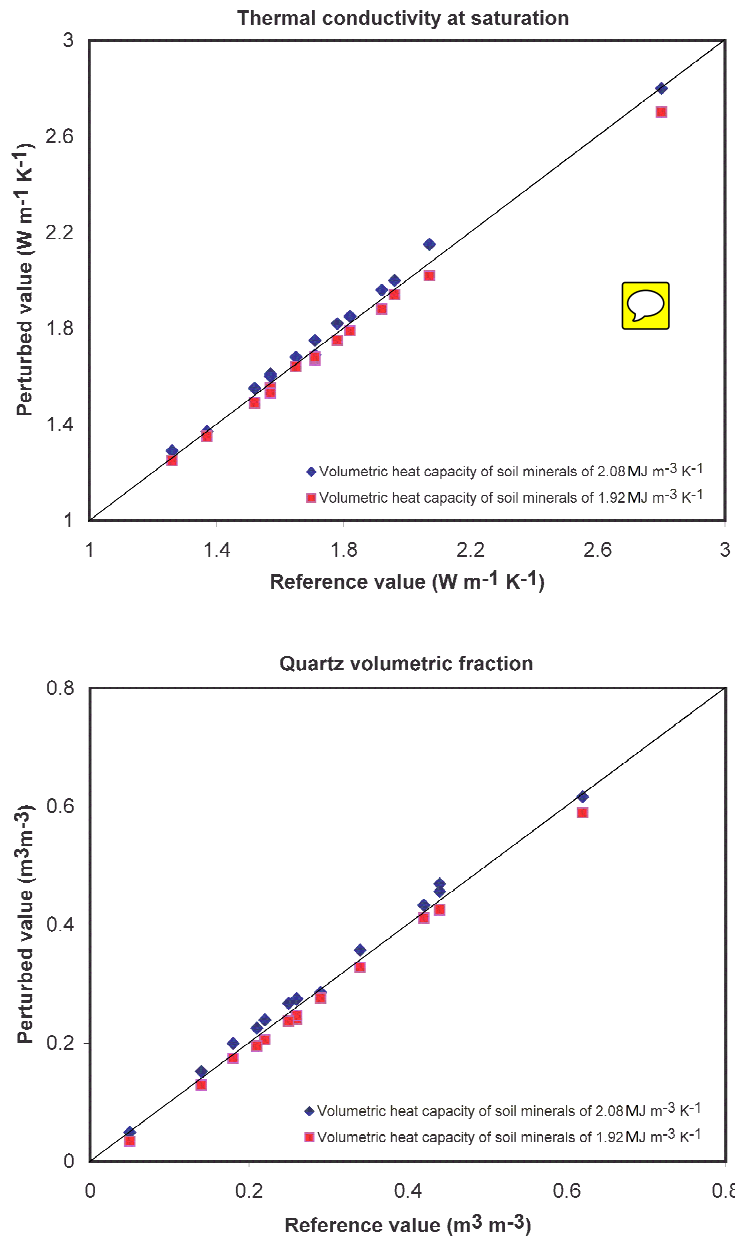 Thermal conductivity at saturation
3
2.6
2.2
1.8
1.4
1
Perturbed value (W m-1 K-1)
Volumetric heat capacity of soil minerals of 2.08 MJ m-3 K-1
Volumetric heat capacity of soil minerals of 1.92 MJ m-3 K-1
1 1.4 1.8 2.2 2.6 3
Reference value (W m-1 K-1)
Quartz volumetric fraction
0.8
0.6
0.4
0.2
0
Perturbed value (m3m-3)
Volumetric heat capacity of soil minerals of 2.08 MJ m-3 K-1
Volumetric heat capacity of soil minerals of 1.92 MJ m-3 K-1
0 0.2 0.4 0.6 0.8
Reference value (m3 m-3)